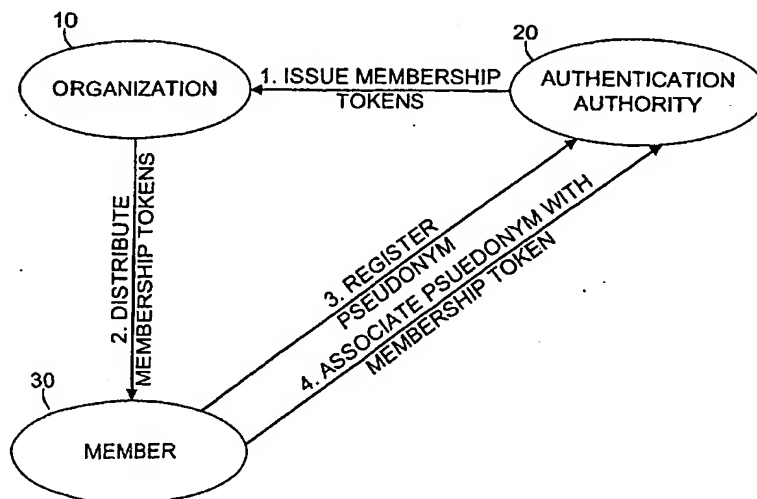 10
ORGANIZATION
20
AUTHENTICATION
AUTHORITY
1. ISSUE MEMBERSHIP
TOKENS
2. DISTRIBUTE
MEMBERSHIP TOKENS
3. REGISTER
PSEUDONYM
4. ASSOCIATE PSUEDONYM WITH
MEMBERSHIP TOKEN
30
MEMBER